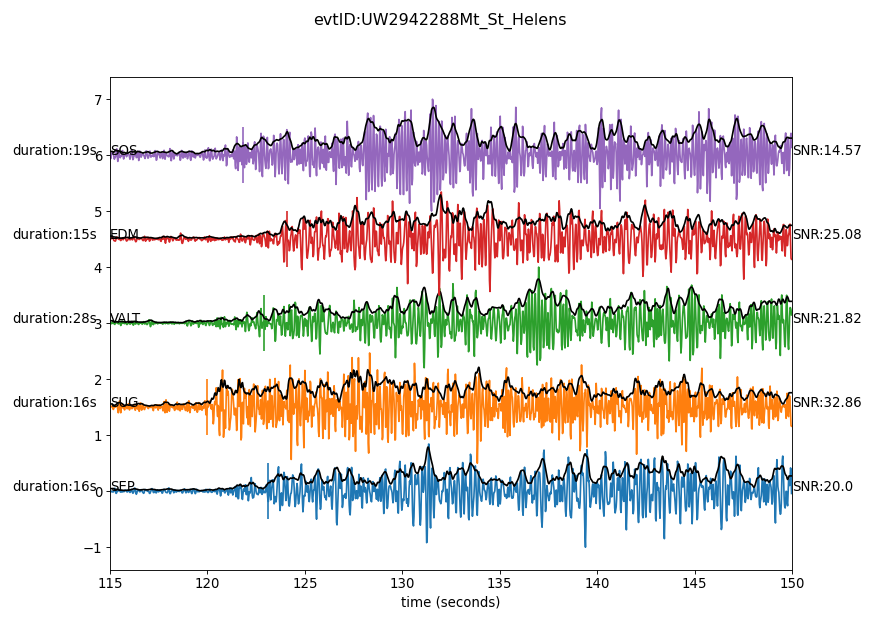 evtID:UW2942288Mt_St_Helens
7
duration:19s SOS 6 SNR:14.57
5
duration:15s EDM SNR:25.08
4
duration:28s VALT 3 SNR:21.82
2
duration:16s SUG SNR:32.86
1
duration:16s SEP 0 SNR:20.0
−1
115 120 125 130 135 140 145 150
time (seconds)